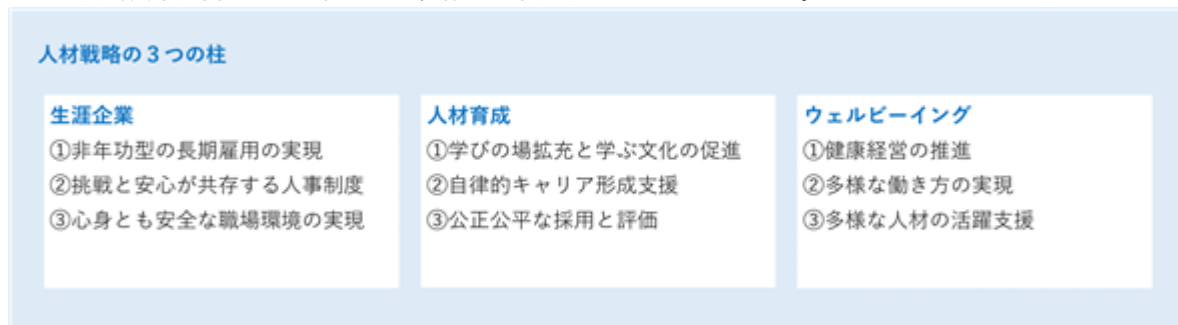 人材戦略の3つの柱
生涯企業
①非年功型の長期雇用の実現
②挑戦と安心が共存する人事制度
③心身とも安全な職場環境の実現
人材育成
①学びの場拡充と学ぶ文化の促進
②自律的キャリア形成支援
③公正公平な採用と評価
ウェルビーイング
①健康経営の推進
②多様な働き方の実現
③多様な人材の活躍支援